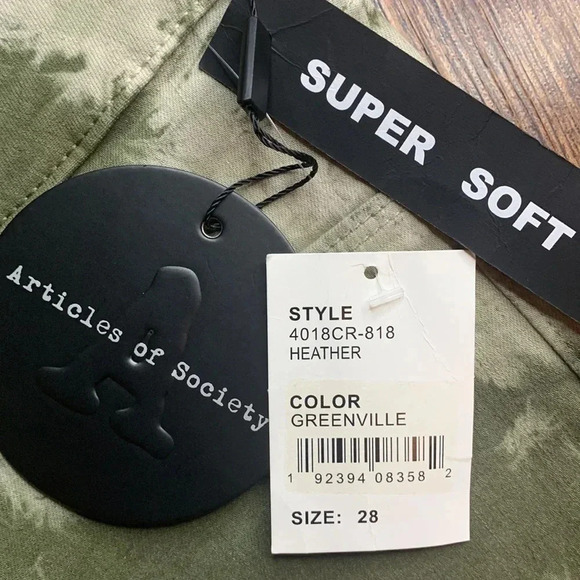 SUPER SOFT
Articles of Society
A
STYLE
4018CR-818
HEATHER
COLOR
GREENVILLE
1 92394 08358 2
SIZE: 28